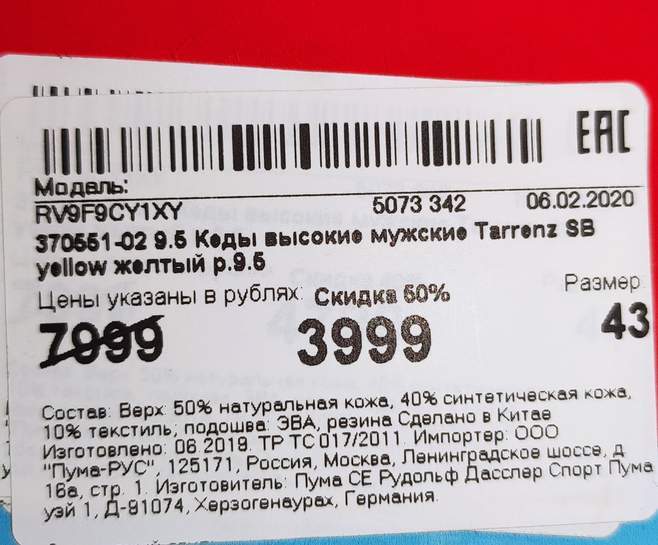 EAC
Модель:
RV9F9CY1XY 5073 342 06.02.2020
370551-02 9.5 Кеды высокие мужские Tarrenz SB
yellow желтый р.9.5
Цены указаны в рублях: Скидка 50% Размер
7999 3999 43
Состав: Верх: 50% натуральная кожа, 40% синтетическая кожа,
10% текстиль; подошва: ЭВА, резина Сделано в Китае
Изготовлено: 06.2019. ТР ТС 017/2011. Импортер: ООО
"Пума-РУС", 125171, Россия, Москва, Ленинградское шоссе, д.
16а, стр. 1. Изготовитель: Пума СЕ Рудольф Дасслер Спорт Пума
уэй 1, Д-91074, Херзогенаурах, Германия.